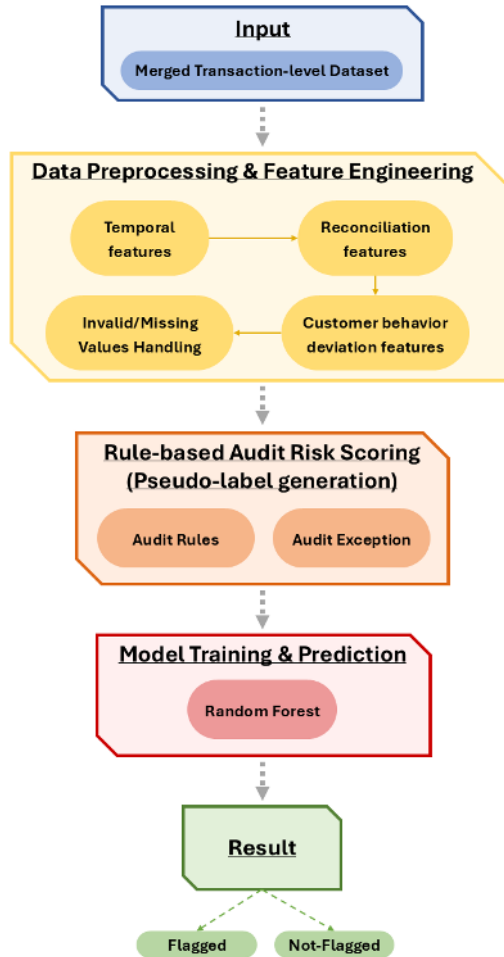 Input
Merged Transaction-level Dataset
Data Preprocessing & Feature Engineering
Temporal
features
Reconciliation
features
Invalid/Missing
Values Handling
Customer behavior
deviation features
Rule-based Audit Risk Scoring
(Pseudo-label generation)
Audit Rules
Audit Exception
Model Training & Prediction
Random Forest
Result
Flagged
Not-Flagged